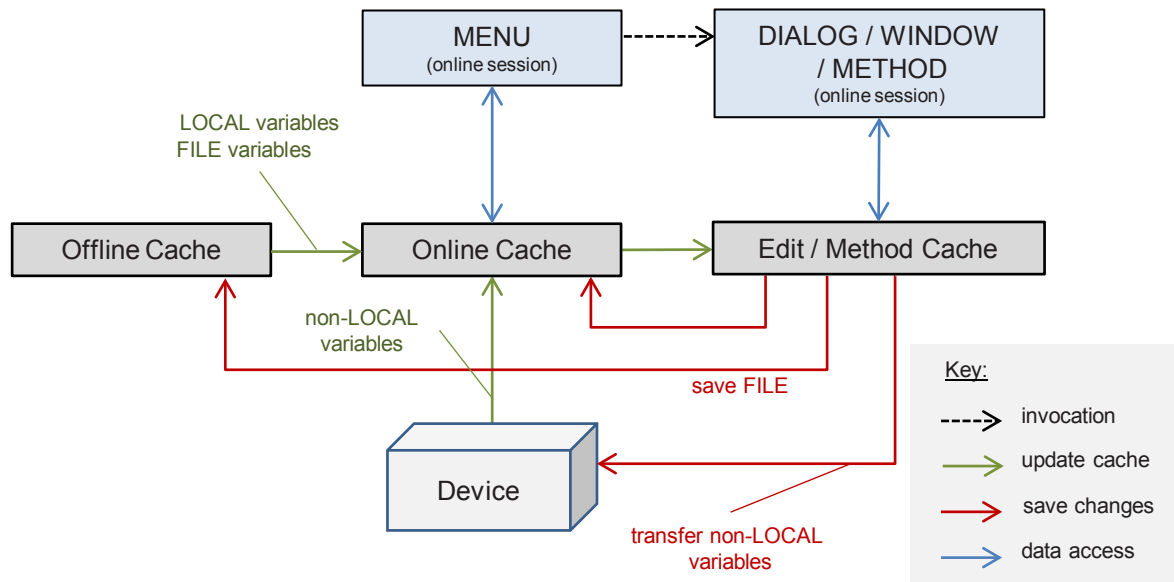 MENU
(online session)
DIALOG / WINDOW
/ METHOD
(online session)
LOCAL variables
FILE variables
Offline Cache
Online Cache
Edit / Method Cache
non-LOCAL
variables
save FILE
Device
transfer non-LOCAL
variables
Key:
invocation
update cache
save changes
data access